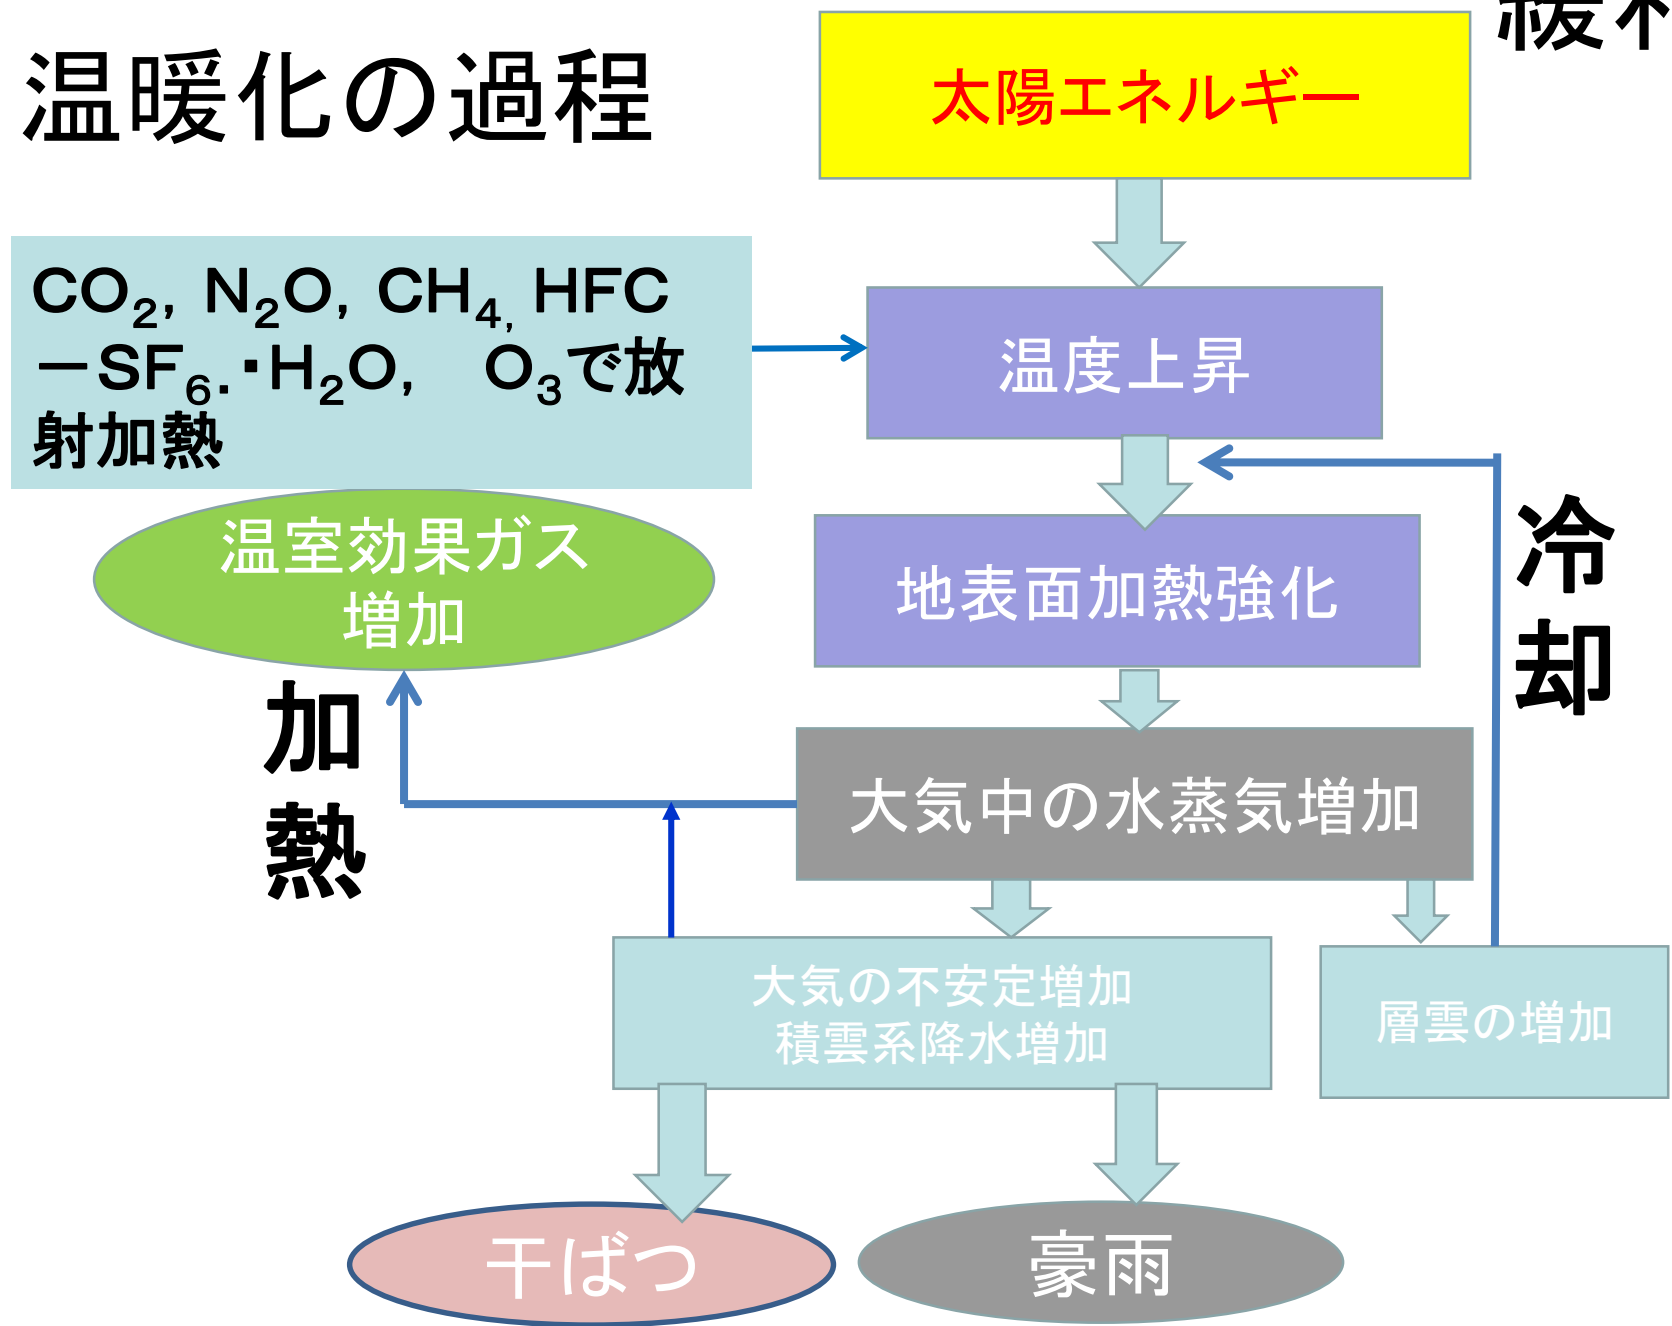 温暖化の過程
太陽エネルギー
CO₂, N₂O, CH₄, HFC
－SF₆.・H₂O,　O₃で放
射加熱
温度上昇
温室効果ガス
増加
地表面加熱強化
冷却
加熱
大気中の水蒸気増加
大気の不安定増加
積雲系降水増加
層雲の増加
干ばつ
豪雨